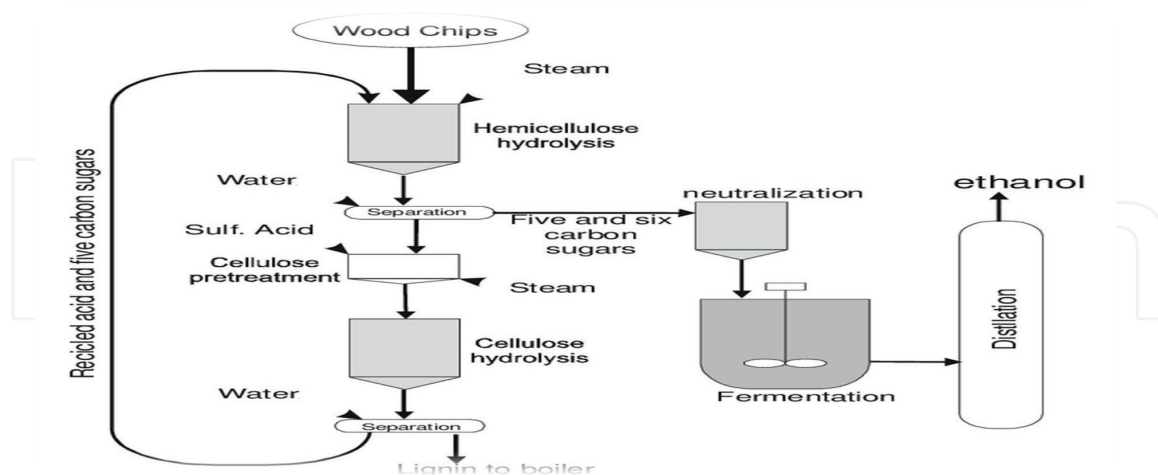 Wood Chips
Steam
Hemicellulose
hydrolysis
Water
Separation
Sulf. Acid
Five and six
carbon
sugars
neutralization
ethanol
Cellulose
pretreatment
Steam
Cellulose
hydrolysis
Water
Separation
Lignin to boiler
Recicled acid and five carbon sugars
Fermentation
Distllation